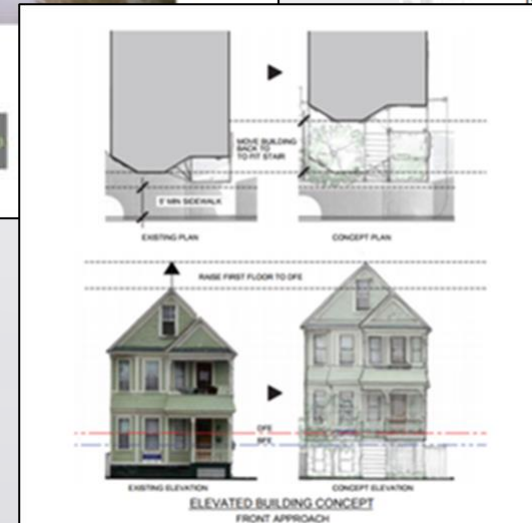 MOVE BUILDING
BACK TO
TO FIT STAIR
5' MIN SIDEWALK
EXISTING PLAN
CONCEPT PLAN
RAISE FIRST FLOOR TO DFE
DFE
BFE
EXISTING ELEVATION
CONCEPT ELEVATION
ELEVATED BUILDING CONCEPT
FRONT APPROACH